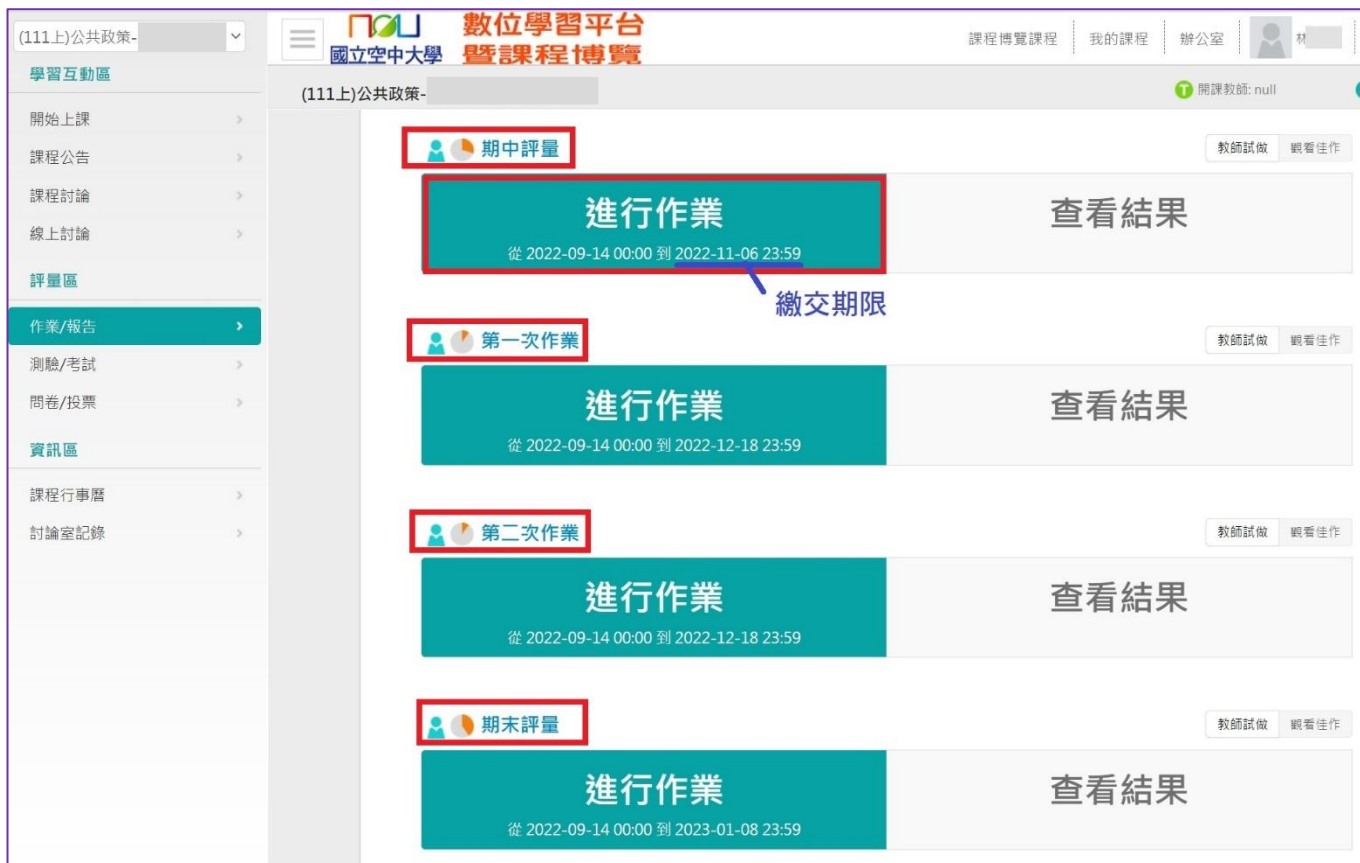 (111上)公共政策-
學習互動區
開始上課
課程公告
課程討論
線上討論
評量區
作業/報告
測驗/考試
問卷/投票
資訊區
課程行事曆
討論室記錄
nou
國立空中大學
數位學習平台
暨課程博覽
課程博覽課程
我的課程
辦公室
林
(111上)公共政策-
T 開課教師: null
期中評量
教師試做
觀看佳作
進行作業
從 2022-09-14 00:00 到 2022-11-06 23:59
查看結果
繳交期限
第一次作業
教師試做
觀看佳作
進行作業
從 2022-09-14 00:00 到 2022-12-18 23:59
查看結果
第二次作業
教師試做
觀看佳作
進行作業
從 2022-09-14 00:00 到 2022-12-18 23:59
查看結果
期末評量
教師試做
觀看佳作
進行作業
從 2022-09-14 00:00 到 2023-01-08 23:59
查看結果